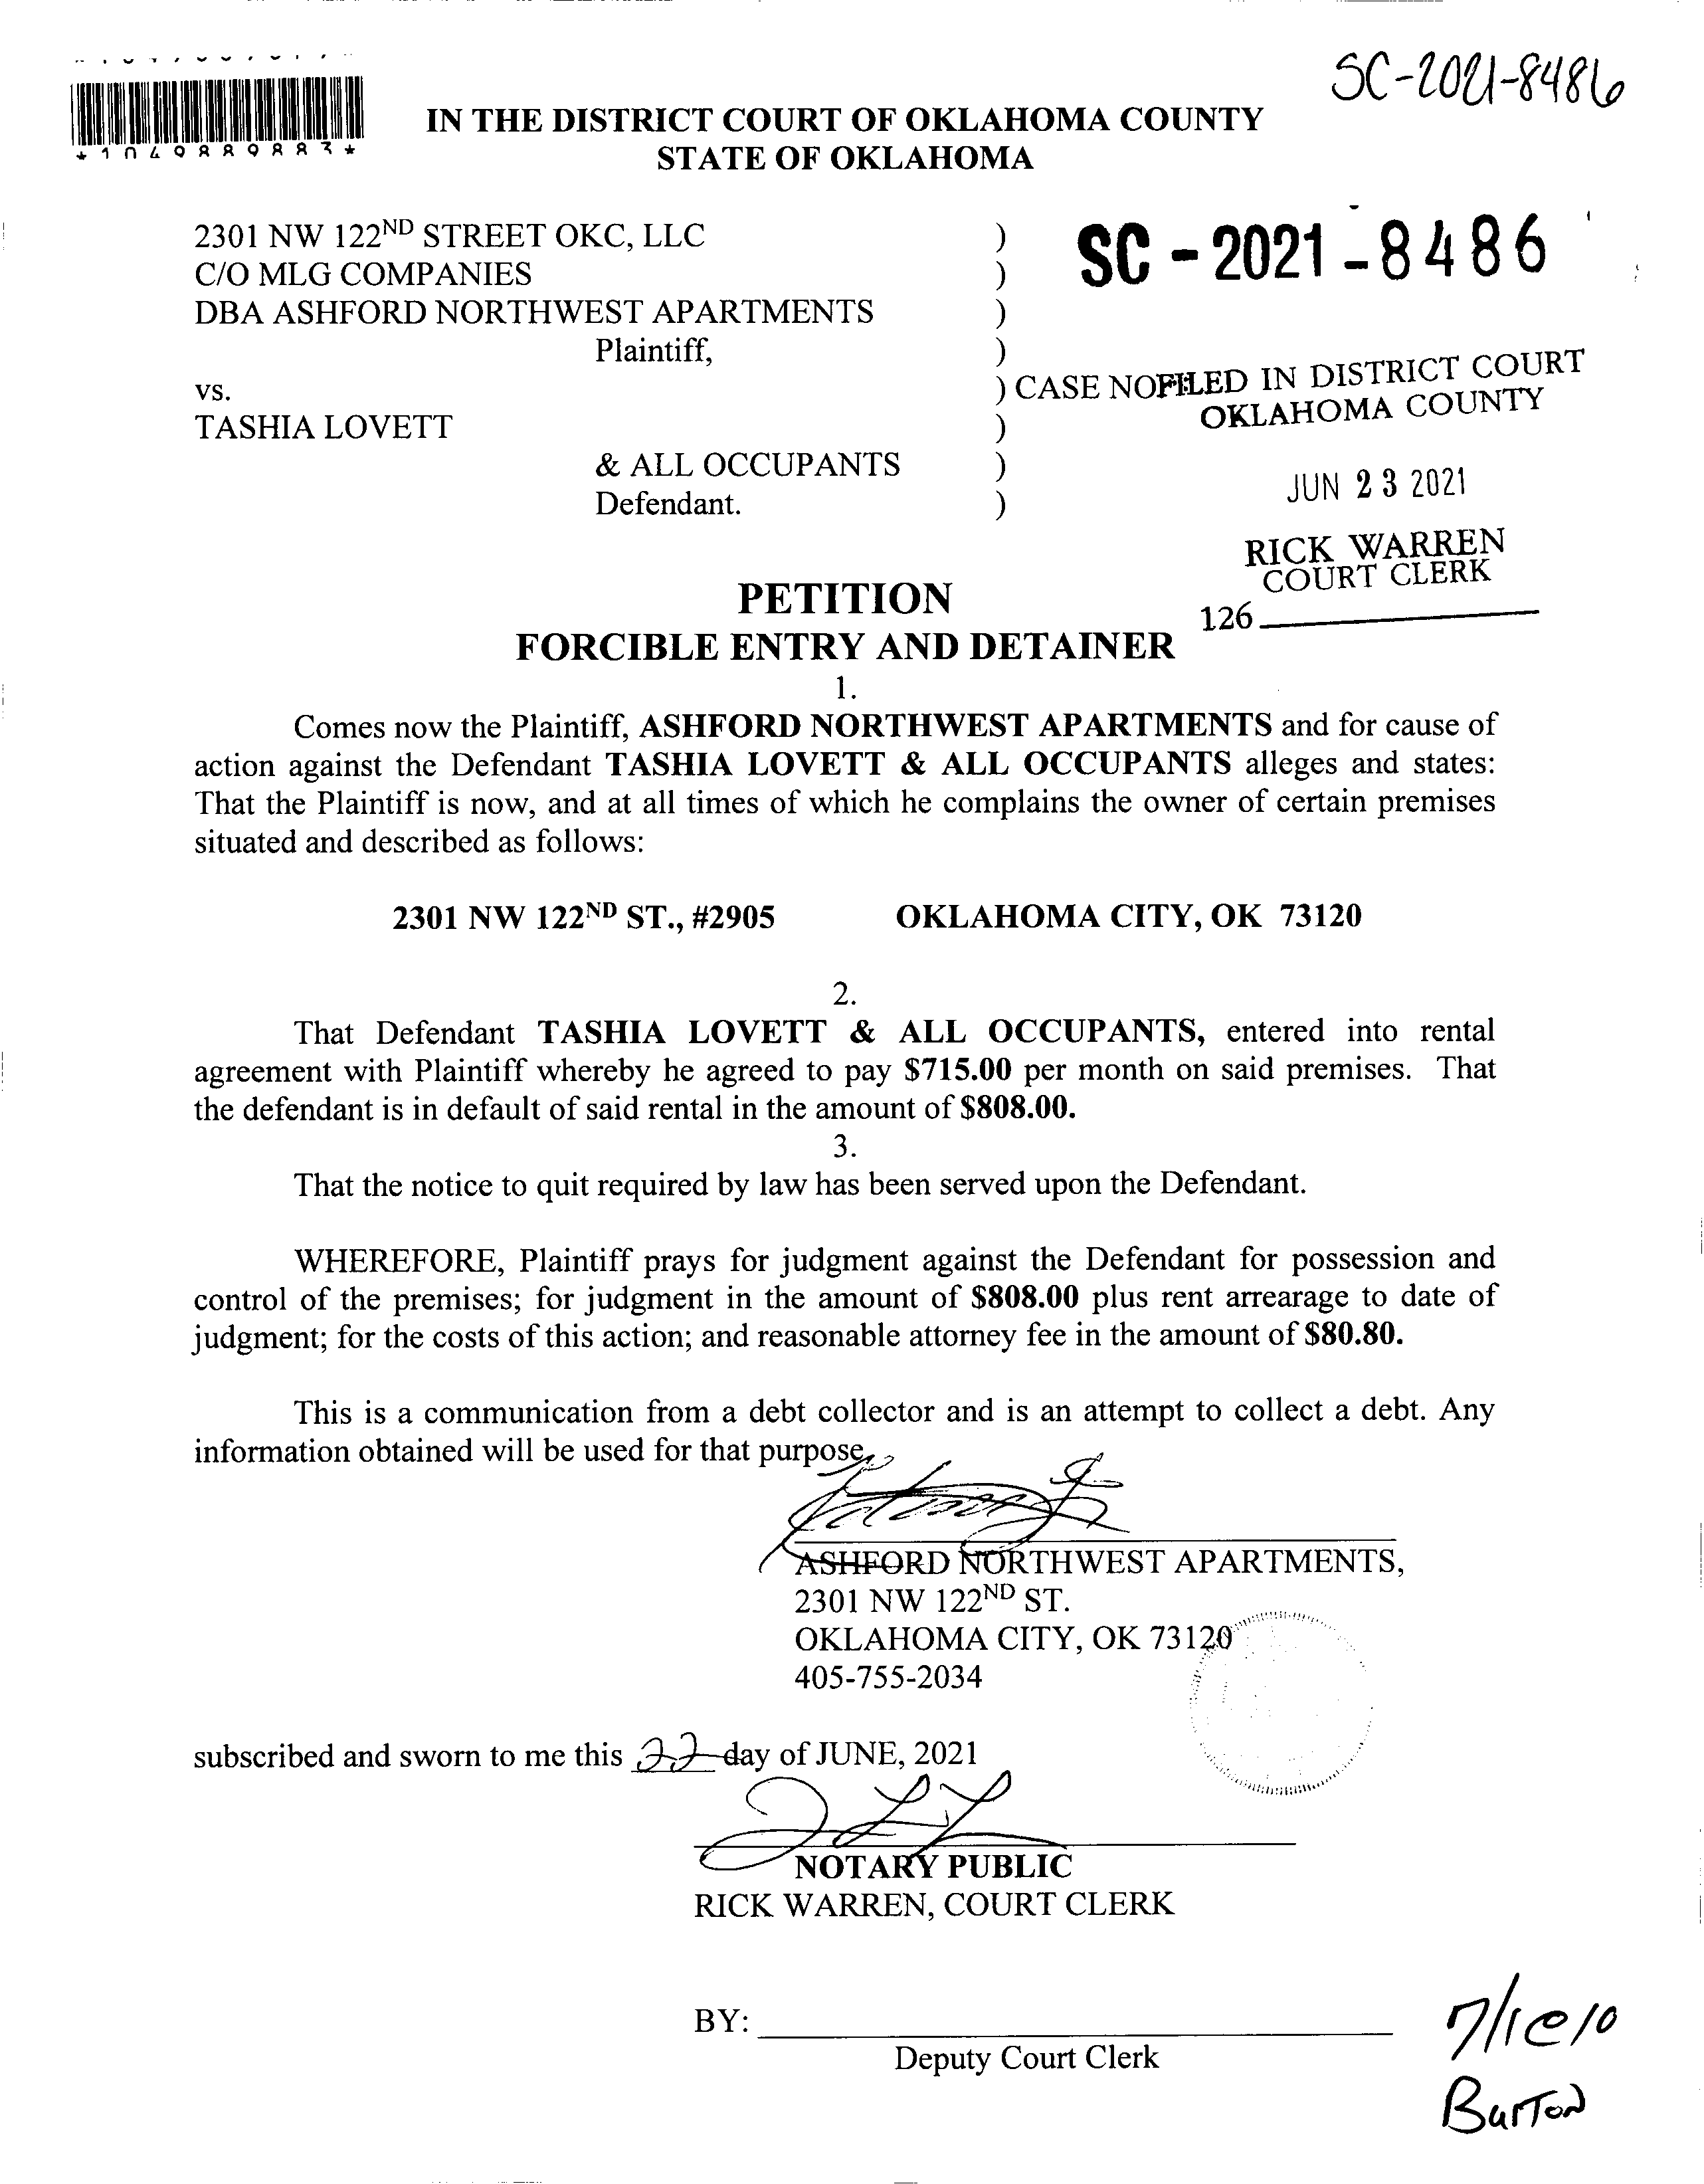 SC-2021-8486
*1049889883*
IN THE DISTRICT COURT OF OKLAHOMA COUNTY
STATE OF OKLAHOMA
2301 NW 122ND STREET OKC, LLC )
C/O MLG COMPANIES )
DBA ASHFORD NORTHWEST APARTMENTS )
Plaintiff, )
vs. ) CASE NO
TASHIA LOVETT )
& ALL OCCUPANTS )
Defendant. )
SC - 2021 - 8486
FILED IN DISTRICT COURT
OKLAHOMA COUNTY
JUN 23 2021
RICK WARREN
COURT CLERK
126
PETITION
FORCIBLE ENTRY AND DETAINER
1.
Comes now the Plaintiff, ASHFORD NORTHWEST APARTMENTS and for cause of
action against the Defendant TASHIA LOVETT & ALL OCCUPANTS alleges and states:
That the Plaintiff is now, and at all times of which he complains the owner of certain premises
situated and described as follows:
2301 NW 122ND ST., #2905 OKLAHOMA CITY, OK 73120
2.
That Defendant TASHIA LOVETT & ALL OCCUPANTS, entered into rental
agreement with Plaintiff whereby he agreed to pay $715.00 per month on said premises. That
the defendant is in default of said rental in the amount of $808.00.
3.
That the notice to quit required by law has been served upon the Defendant.
WHEREFORE, Plaintiff prays for judgment against the Defendant for possession and
control of the premises; for judgment in the amount of $808.00 plus rent arrearage to date of
judgment; for the costs of this action; and reasonable attorney fee in the amount of $80.80.
This is a communication from a debt collector and is an attempt to collect a debt. Any
information obtained will be used for that purpose.
ASHFORD NORTHWEST APARTMENTS,
2301 NW 122ND ST.
OKLAHOMA CITY, OK 73120
405-755-2034
subscribed and sworn to me this 22 day of JUNE, 2021
NOTARY PUBLIC
RICK WARREN, COURT CLERK
BY:
Deputy Court Clerk
7/1@10
Burton